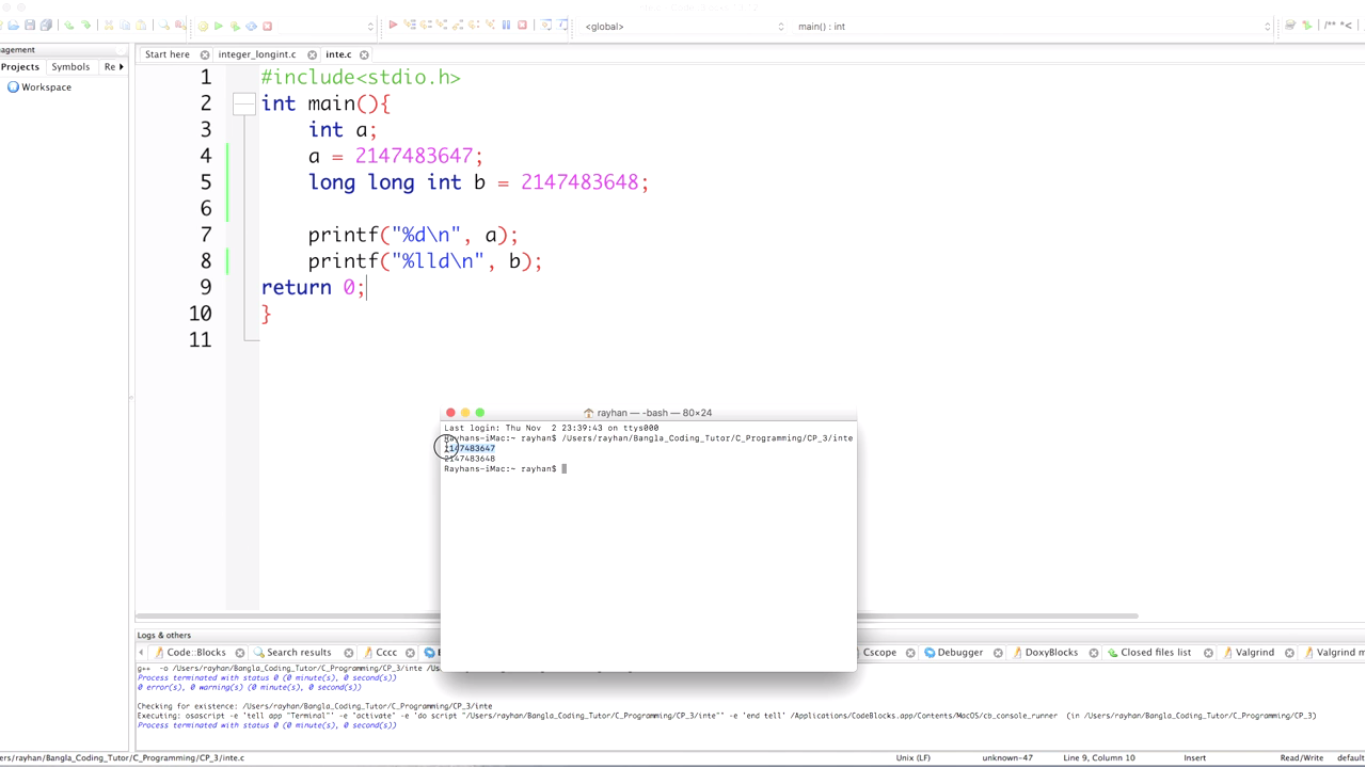 <global>
main() : int
agement
Projects Symbols Re
Workspace
Start here integer_longint.c inte.c
1 #include<stdio.h>
2 int main(){
3 int a;
4 a = 2147483647;
5 long long int b = 2147483648;
6
7 printf("%d\n", a);
8 printf("%lld\n", b);
9 return 0;
10 }
11
rayhan — -bash — 80×24
Last login: Thu Nov 2 23:39:43 on ttys000
Rayhans-iMac:~ rayhan$ /Users/rayhan/Bangla_Coding_Tutor/C_Programming/CP_3/inte
2147483647
2147483648
Rayhans-iMac:~ rayhan$
Logs & others
Code::Blocks Search results Cccc Cscope Debugger DoxyBlocks Closed files list Valgrind Valgrind m
g++ -o /Users/rayhan/Bangla_Coding_Tutor/C_Programming/CP_3/inte
Process terminated with status 0 (0 minute(s), 0 second(s))
0 error(s), 0 warning(s) (0 minute(s), 0 second(s))
Checking for existence: /Users/rayhan/Bangla_Coding_Tutor/C_Programming/CP_3/inte
Executing: osascript -e 'tell app "Terminal"' -e 'activate' -e 'do script "/Users/rayhan/Bangla_Coding_Tutor/C_Programming/CP_3/inte"' -e 'end tell' /Applications/CodeBlocks.app/Contents/MacOS/cb_console_runner (in /Users/rayhan/Bangla_Coding_Tutor/C_Programming/CP_3)
Process terminated with status 0 (0 minute(s), 0 second(s))
ers/rayhan/Bangla_Coding_Tutor/C_Programming/CP_3/inte.c Unix (LF) unknown-47 Line 9, Column 10 Insert Read/Write default